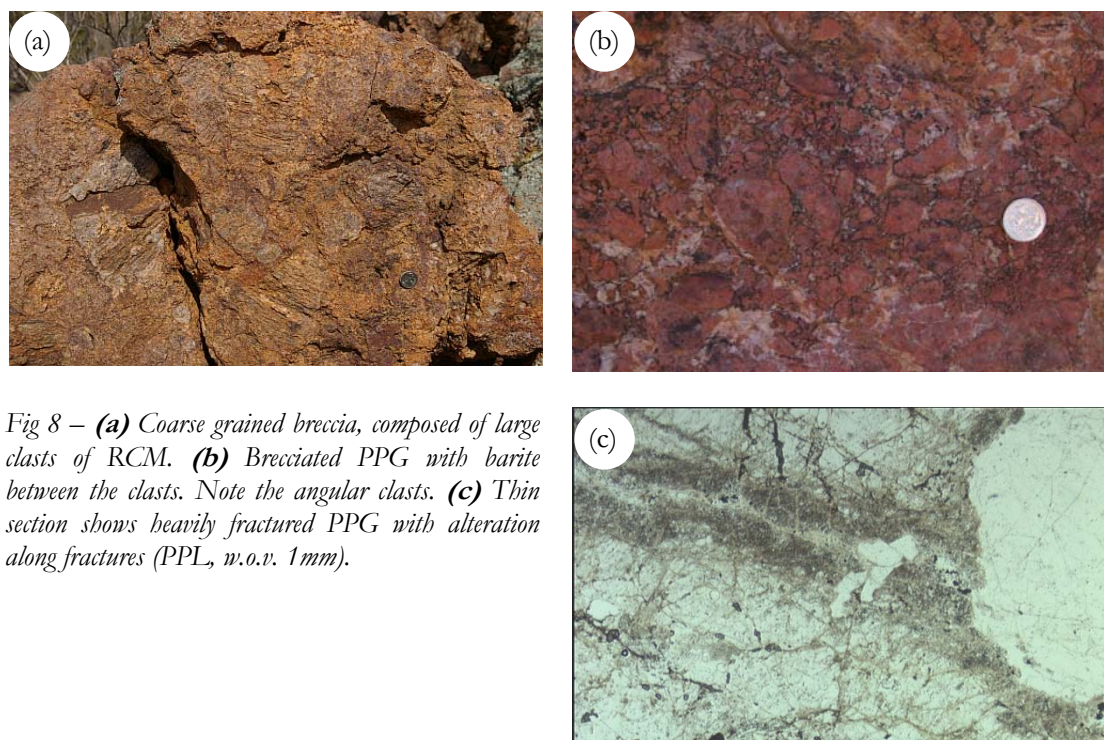 (a)
(b)
Fig 8 – (a) Coarse grained breccia, composed of large
clasts of RCM. (b) Brecciated PPG with barite
between the clasts. Note the angular clasts. (c) Thin
section shows heavily fractured PPG with alteration
along fractures (PPL, w.o.v. 1mm).
(c)